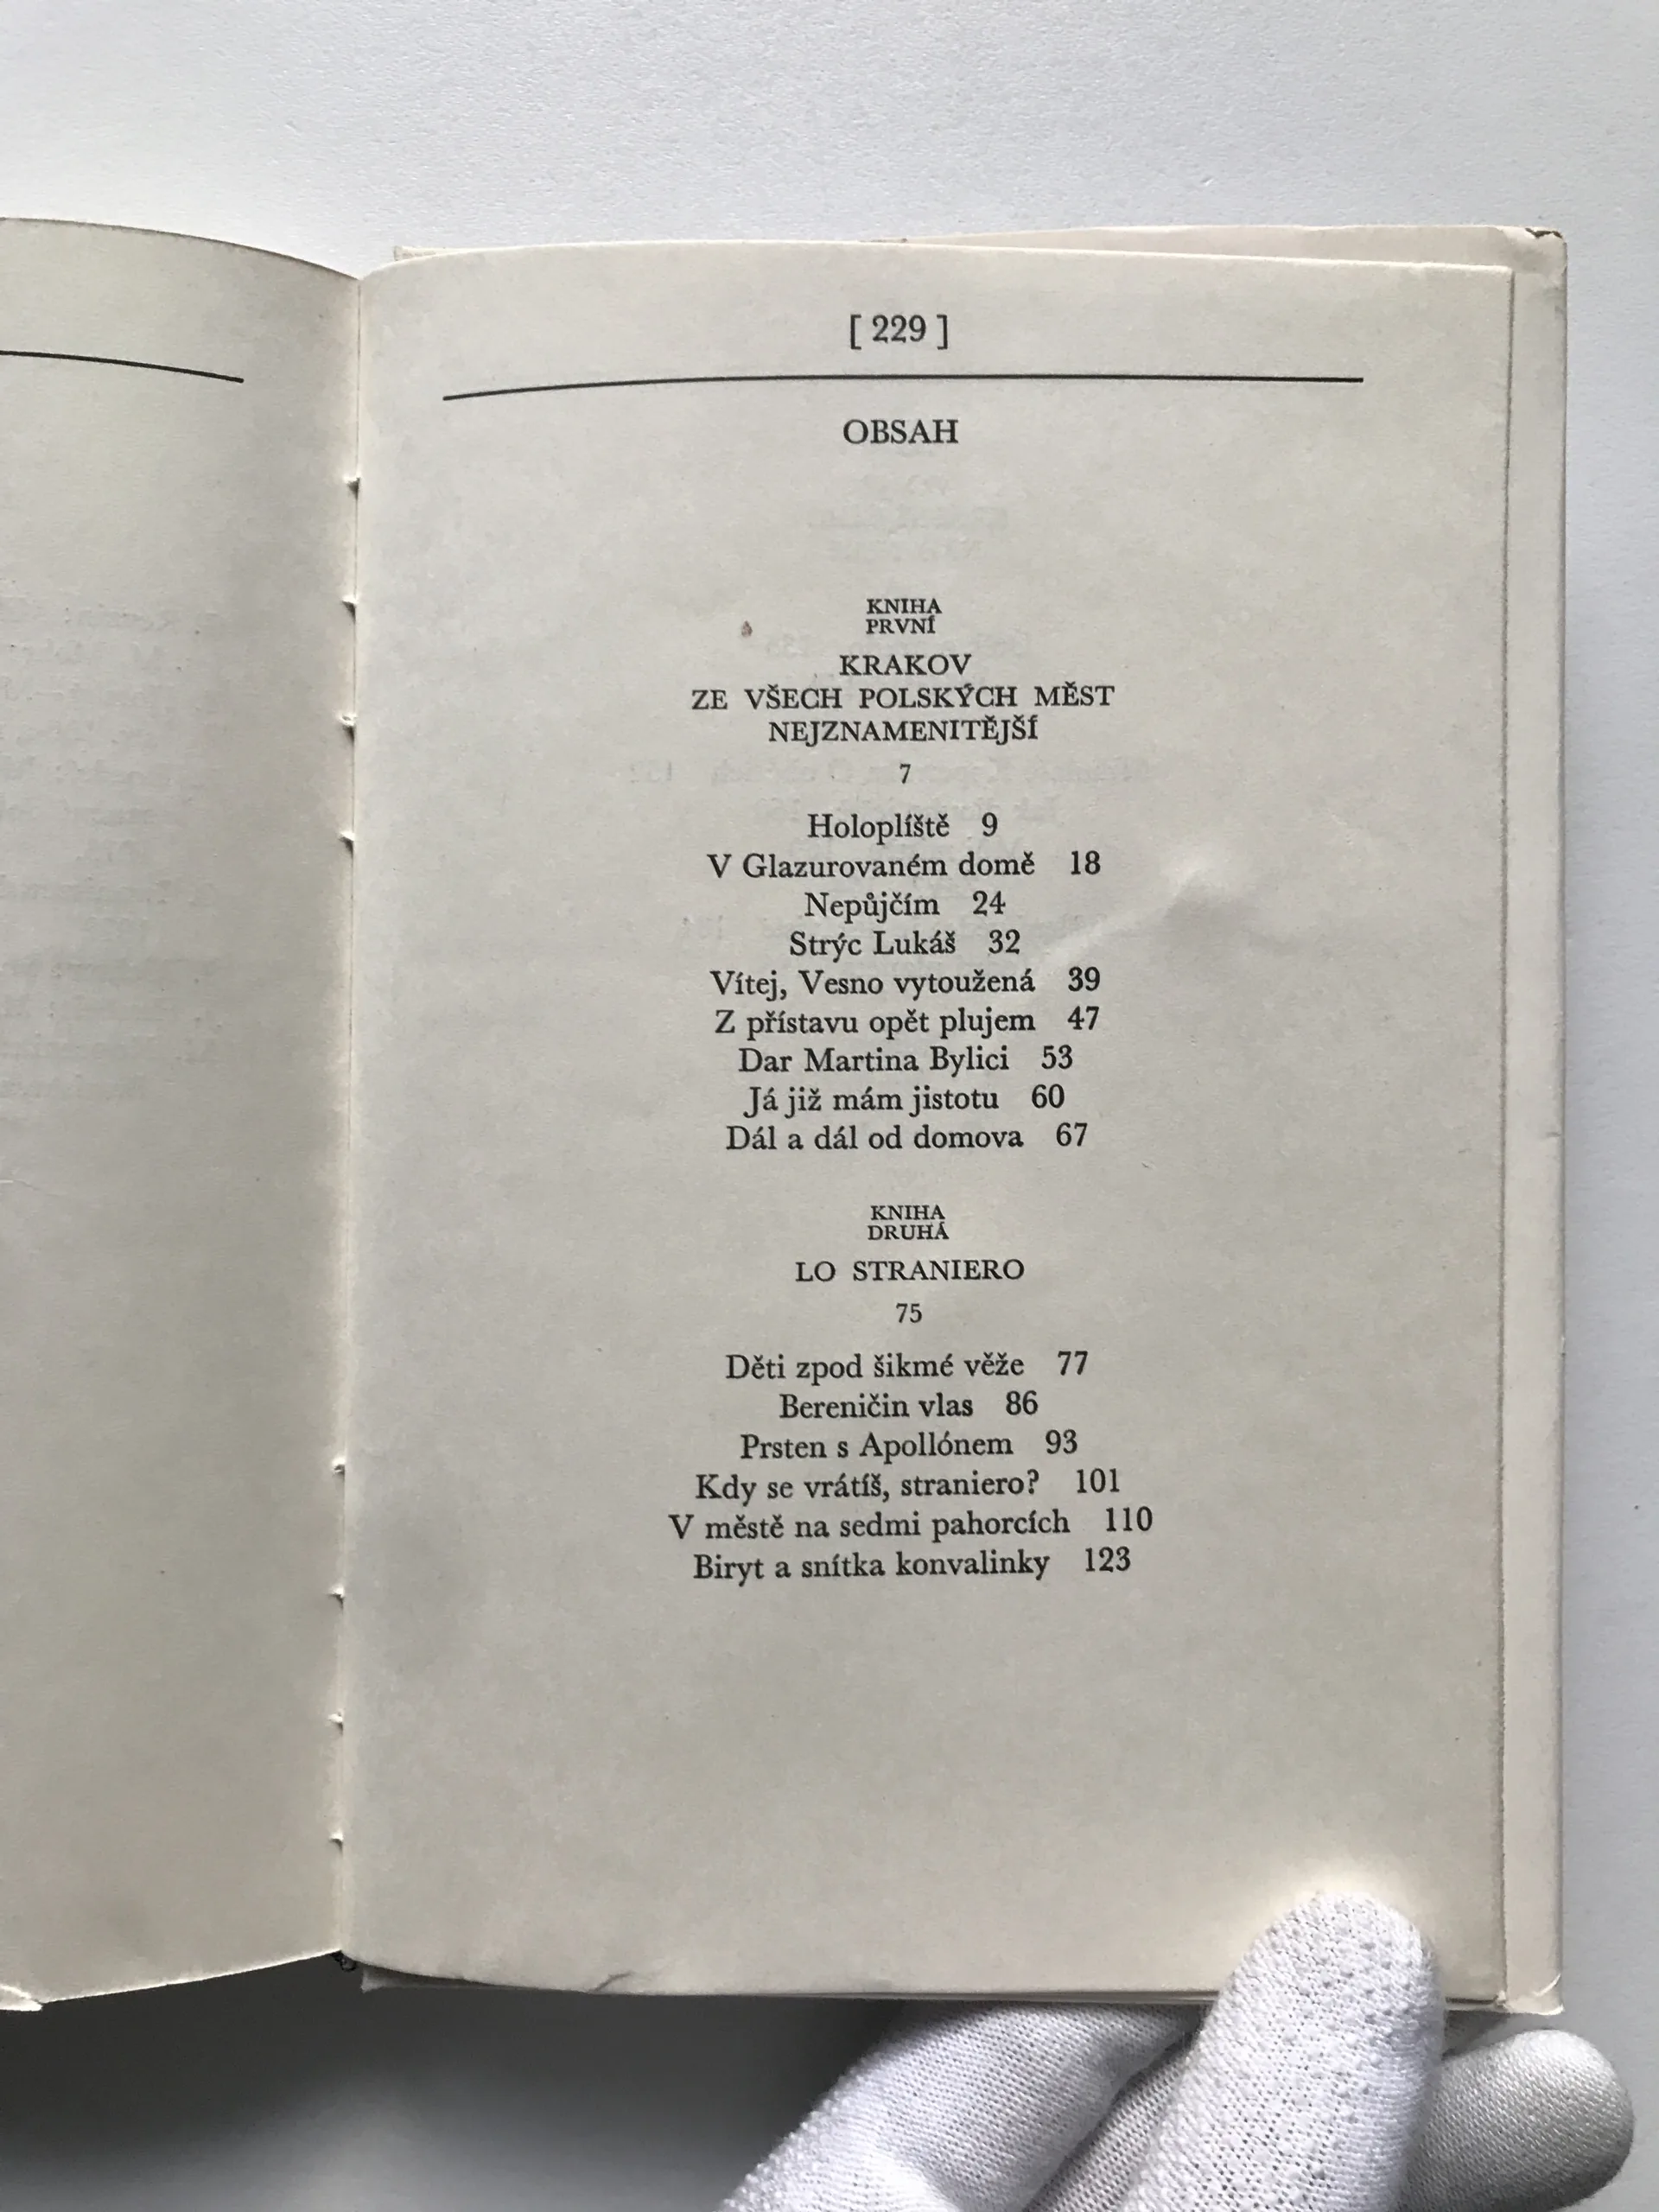 [ 229 ]
OBSAH
KNIHA
PRVNÍ
KRAKOV
ZE VŠECH POLSKÝCH MĚST
NEJZNAMENITĚJŠÍ
7
Holoplíště 9
V Glazurovaném domě 18
Nepůjčím 24
Strýc Lukáš 32
Vítej, Vesno vytoužená 39
Z přístavu opět plujem 47
Dar Martina Bylici 53
Já již mám jistotu 60
Dál a dál od domova 67
KNIHA
DRUHÁ
LO STRANIERO
75
Děti zpod šikmé věže 77
Bereničin vlas 86
Prsten s Apollónem 93
Kdy se vrátíš, straniero? 101
V městě na sedmi pahorcích 110
Biryt a snítka konvalinky 123